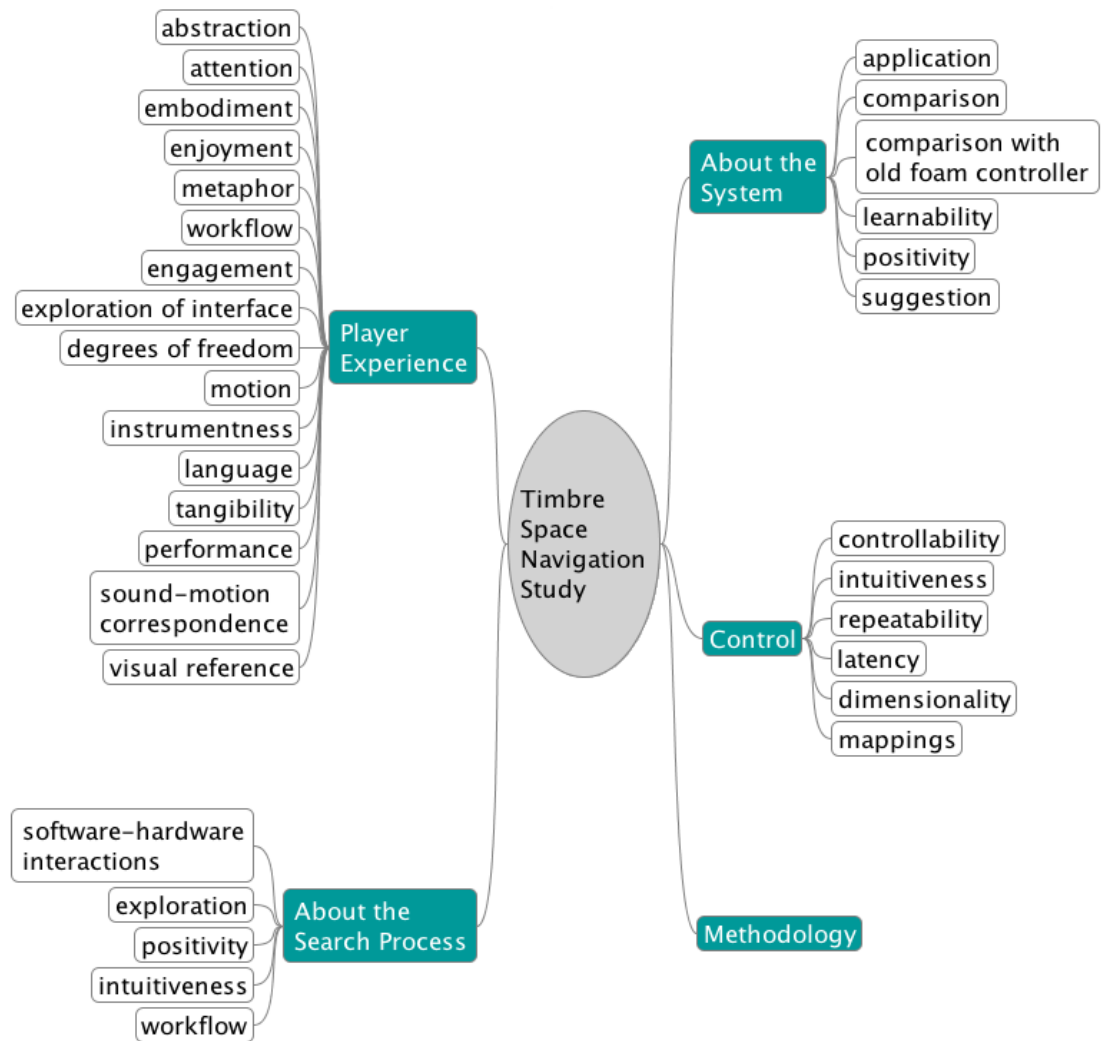 abstraction
attention
embodiment
enjoyment
metaphor
workflow
engagement
exploration of interface
degrees of freedom
motion
instrumentness
language
tangibility
performance
sound-motion
correspondence
visual reference
Player
Experience
software-hardware
interactions
exploration
positivity
intuitiveness
workflow
About the
Search Process
Timbre
Space
Navigation
Study
About the
System
application
comparison
comparison with
old foam controller
learnability
positivity
suggestion
Control
controllability
intuitiveness
repeatability
latency
dimensionality
mappings
Methodology